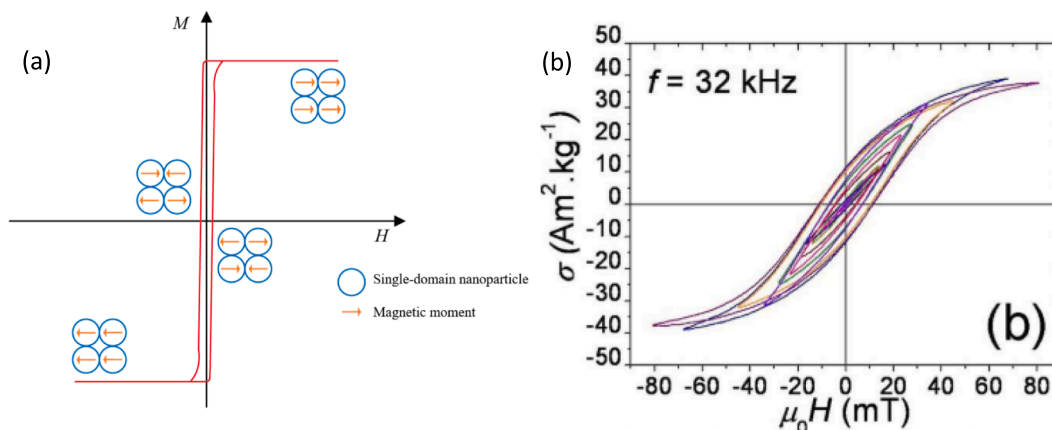 (a)
M
H
Single-domain nanoparticle
Magnetic moment
(b)
f = 32 kHz
50
40
30
20
10
0
-10
-20
-30
-40
-50
σ (Am².kg⁻¹)
-80 -60 -40 -20 0 20 40 60 80
μ₀H (mT)
(b)